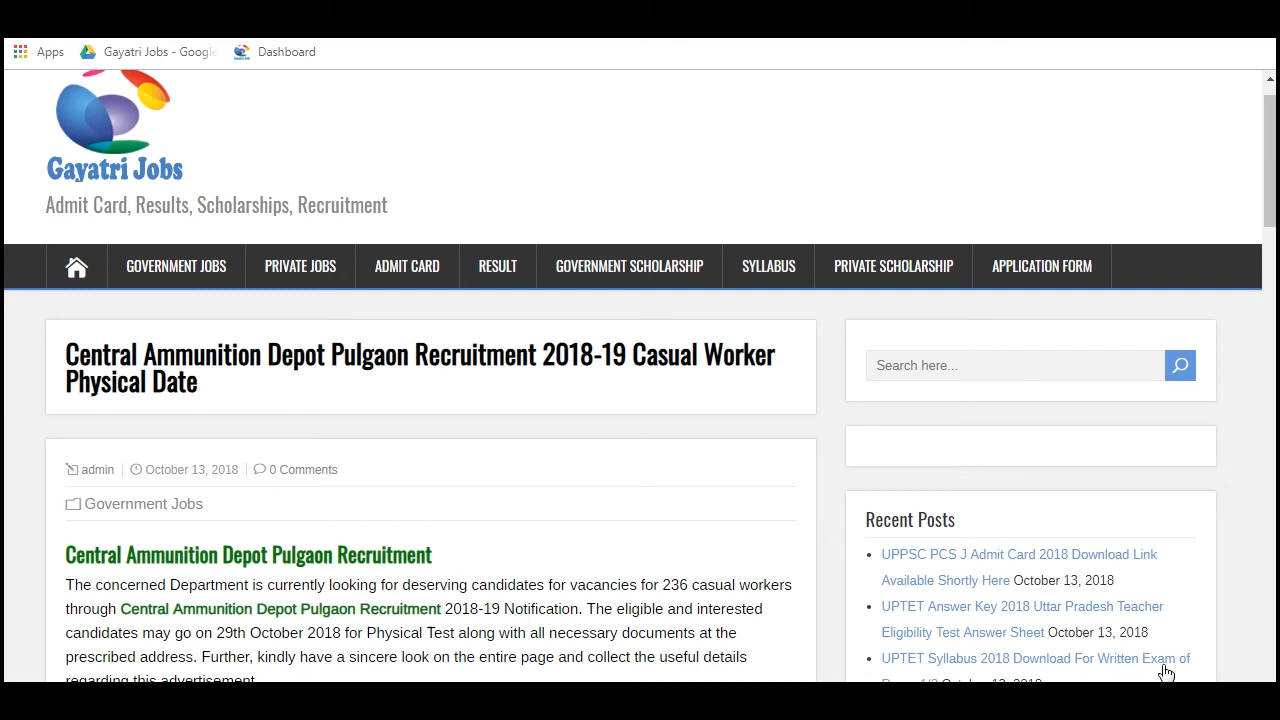 Apps Gayatri Jobs - Google Dashboard
Gayatri Jobs
Admit Card, Results, Scholarships, Recruitment
GOVERNMENT JOBS PRIVATE JOBS ADMIT CARD RESULT GOVERNMENT SCHOLARSHIP SYLLABUS PRIVATE SCHOLARSHIP APPLICATION FORM
Central Ammunition Depot Pulgaon Recruitment 2018-19 Casual Worker
Physical Date
admin October 13, 2018 0 Comments
Government Jobs
Central Ammunition Depot Pulgaon Recruitment
The concerned Department is currently looking for deserving candidates for vacancies for 236 casual workers
through Central Ammunition Depot Pulgaon Recruitment 2018-19 Notification. The eligible and interested
candidates may go on 29th October 2018 for Physical Test along with all necessary documents at the
prescribed address. Further, kindly have a sincere look on the entire page and collect the useful details
regarding this advertisement
Search here...
Recent Posts
UPPSC PCS J Admit Card 2018 Download Link
Available Shortly Here October 13, 2018
UPTET Answer Key 2018 Uttar Pradesh Teacher
Eligibility Test Answer Sheet October 13, 2018
UPTET Syllabus 2018 Download For Written Exam of